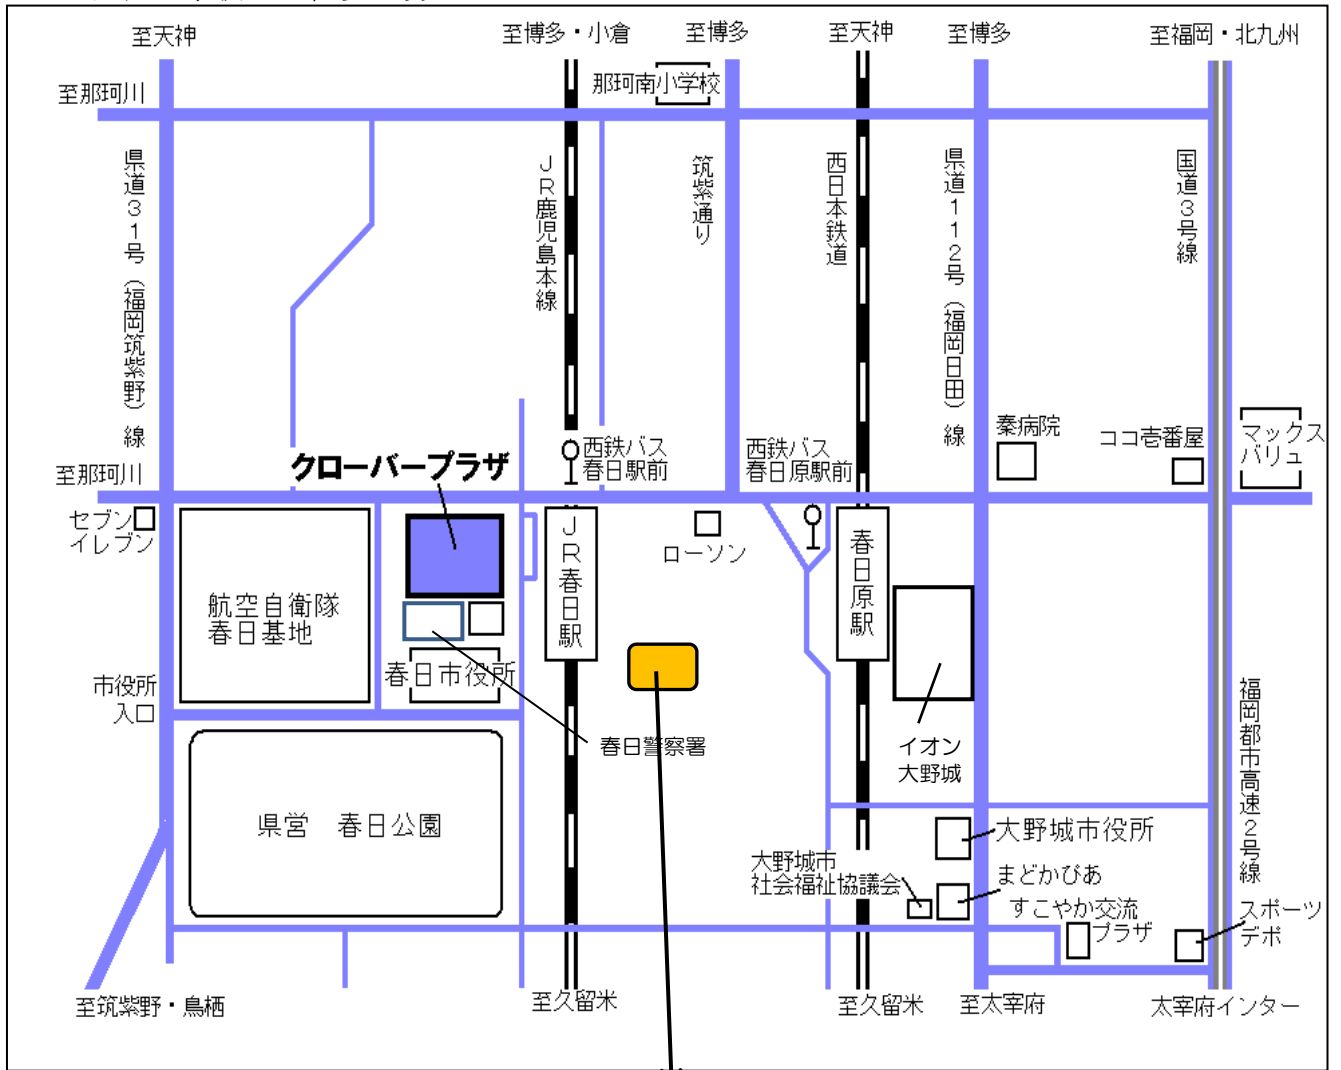 至天神
至博多・小倉
至博多
至天神
至博多
至福岡・北九州
至那珂川
那珂南小学校
県道31号(福岡筑紫野)線
JR鹿児島本線
筑紫通り
西日本鉄道
県道112号(福岡日田)線
国道3号線
クローバープラザ
西鉄バス
春日駅前
西鉄バス
春日原駅前
秦病院
ココ壱番屋
マックス
バリュ
至那珂川
セブン
イレブン
JR春日駅
ローソン
春日原駅
航空自衛隊
春日基地
春日市役所
市役所
入口
春日警察署
イオン
大野城
福岡都市高速2号線
県営 春日公園
大野城市役所
大野城市
社会福祉協議会
まどかぴあ
すこやか交流
プラザ
スポーツ
デポ
至筑紫野・鳥栖
至久留米
至久留米
至太宰府
太宰府インター